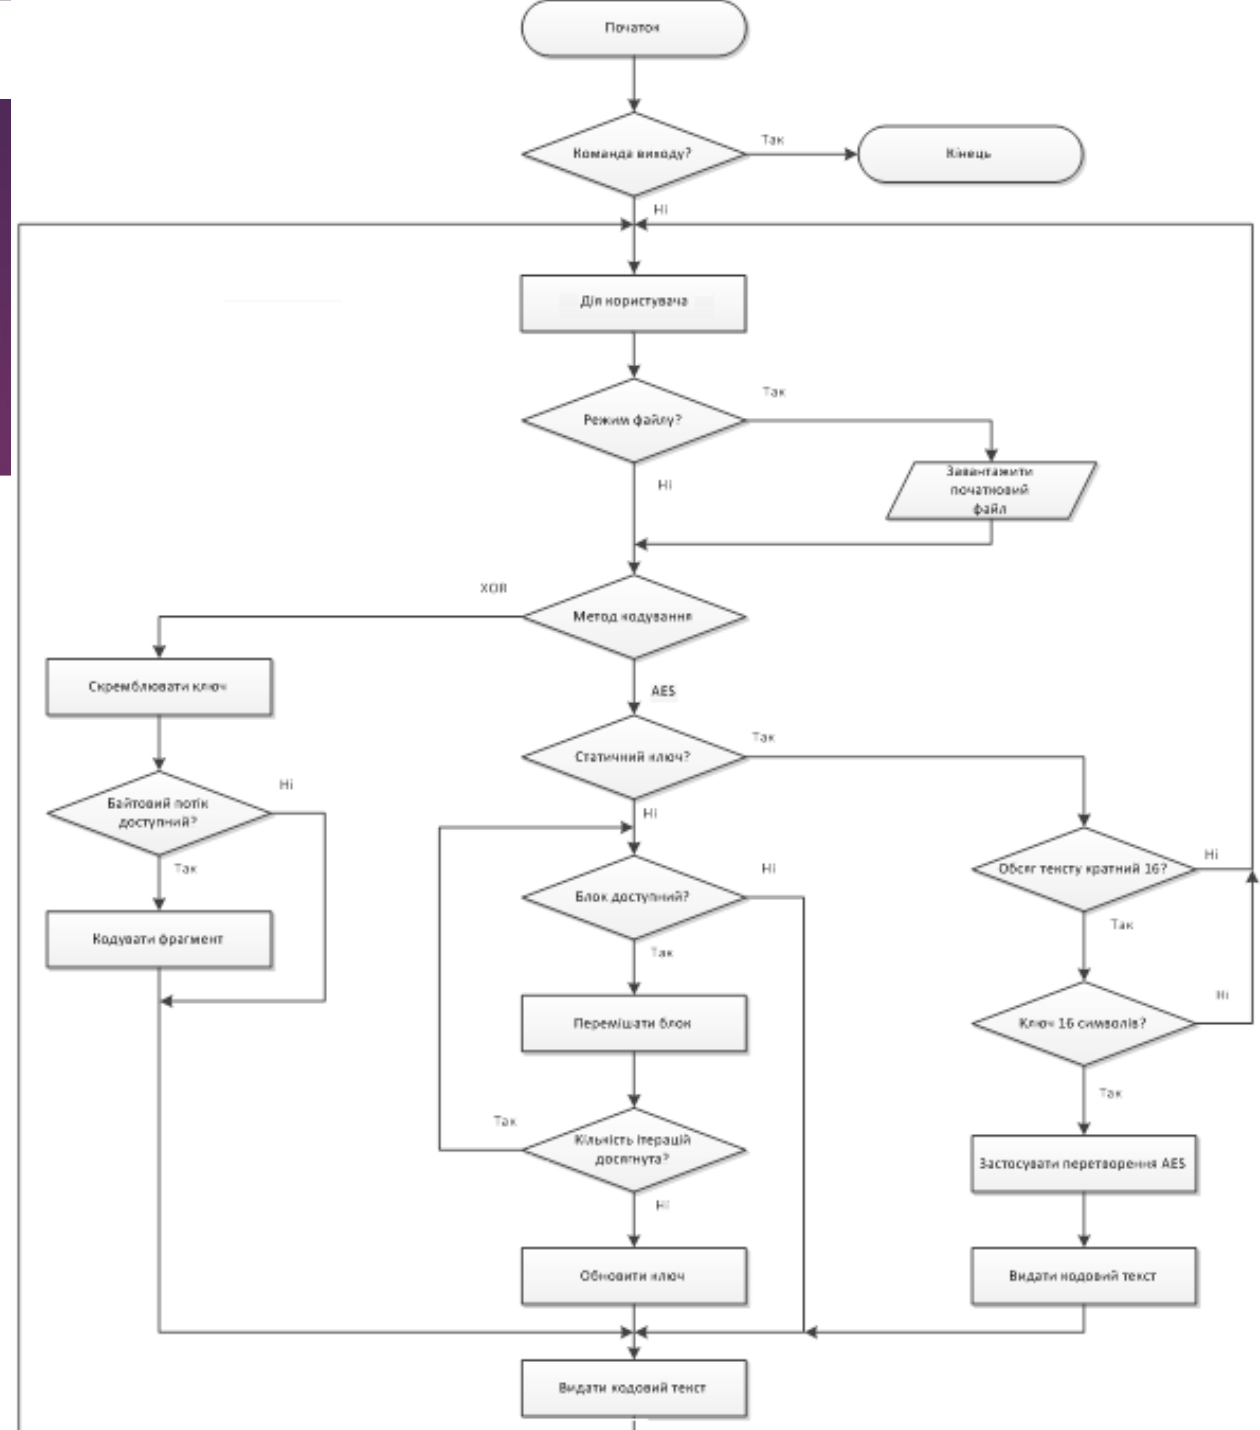 Початок
Команда виходу?
Так
Кінець
Ні
Дія користувача
Режим файлу?
Так
Ні
Завантажити
початковий
файл
Метод кодування
XOR
AES
Скремблювати ключ
Байтовий потік
доступний?
Ні
Так
Кодувати фрагмент
Статичний ключ?
Так
Ні
Блок доступний?
Ні
Так
Перемішати блок
Кількість ітерацій
досягнута?
Так
Ні
Обновити ключ
Обсяг тексту кратний 16?
Ні
Так
Ключ 16 символів?
Ні
Так
Застосувати перетворення AES
Видати кодовий текст
Видати кодовий текст